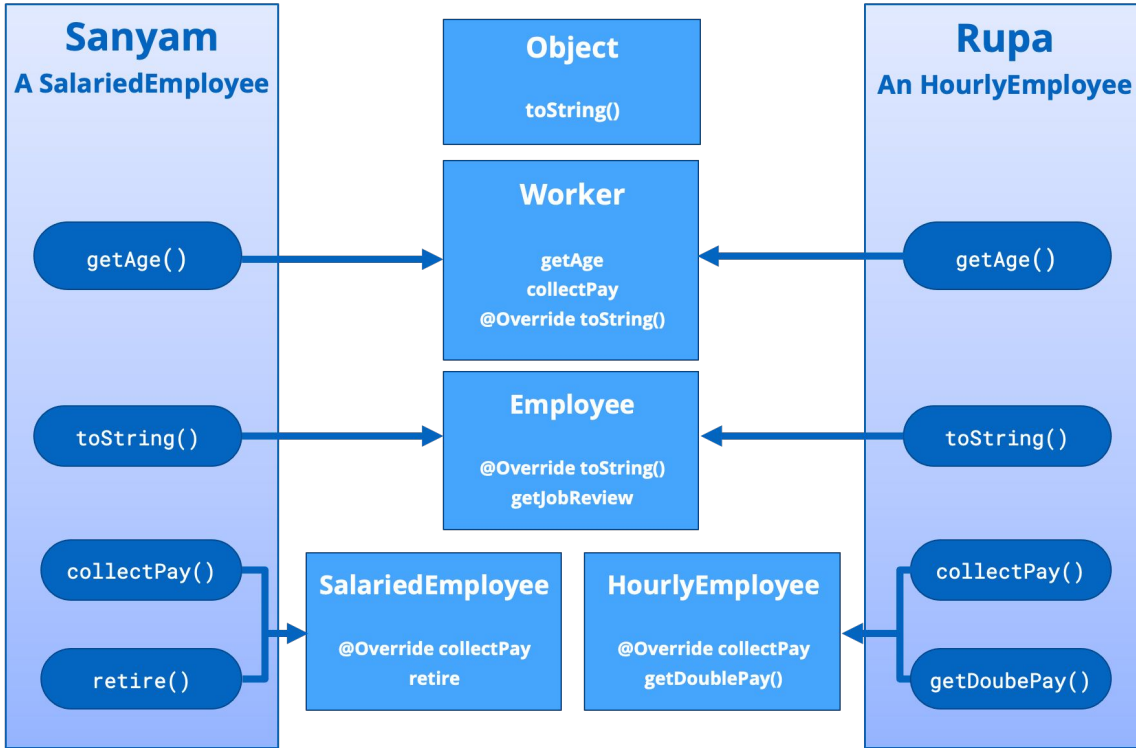 Sanyam
A SalariedEmployee
getAge()
toString()
collectPay()
retire()
Object
toString()
Worker
getAge
collectPay
@Override toString()
Employee
@Override toString()
getJobReview
SalariedEmployee
@Override collectPay
retire
HourlyEmployee
@Override collectPay
getDoublePay()
Rupa
An HourlyEmployee
getAge()
toString()
collectPay()
getDoubePay()